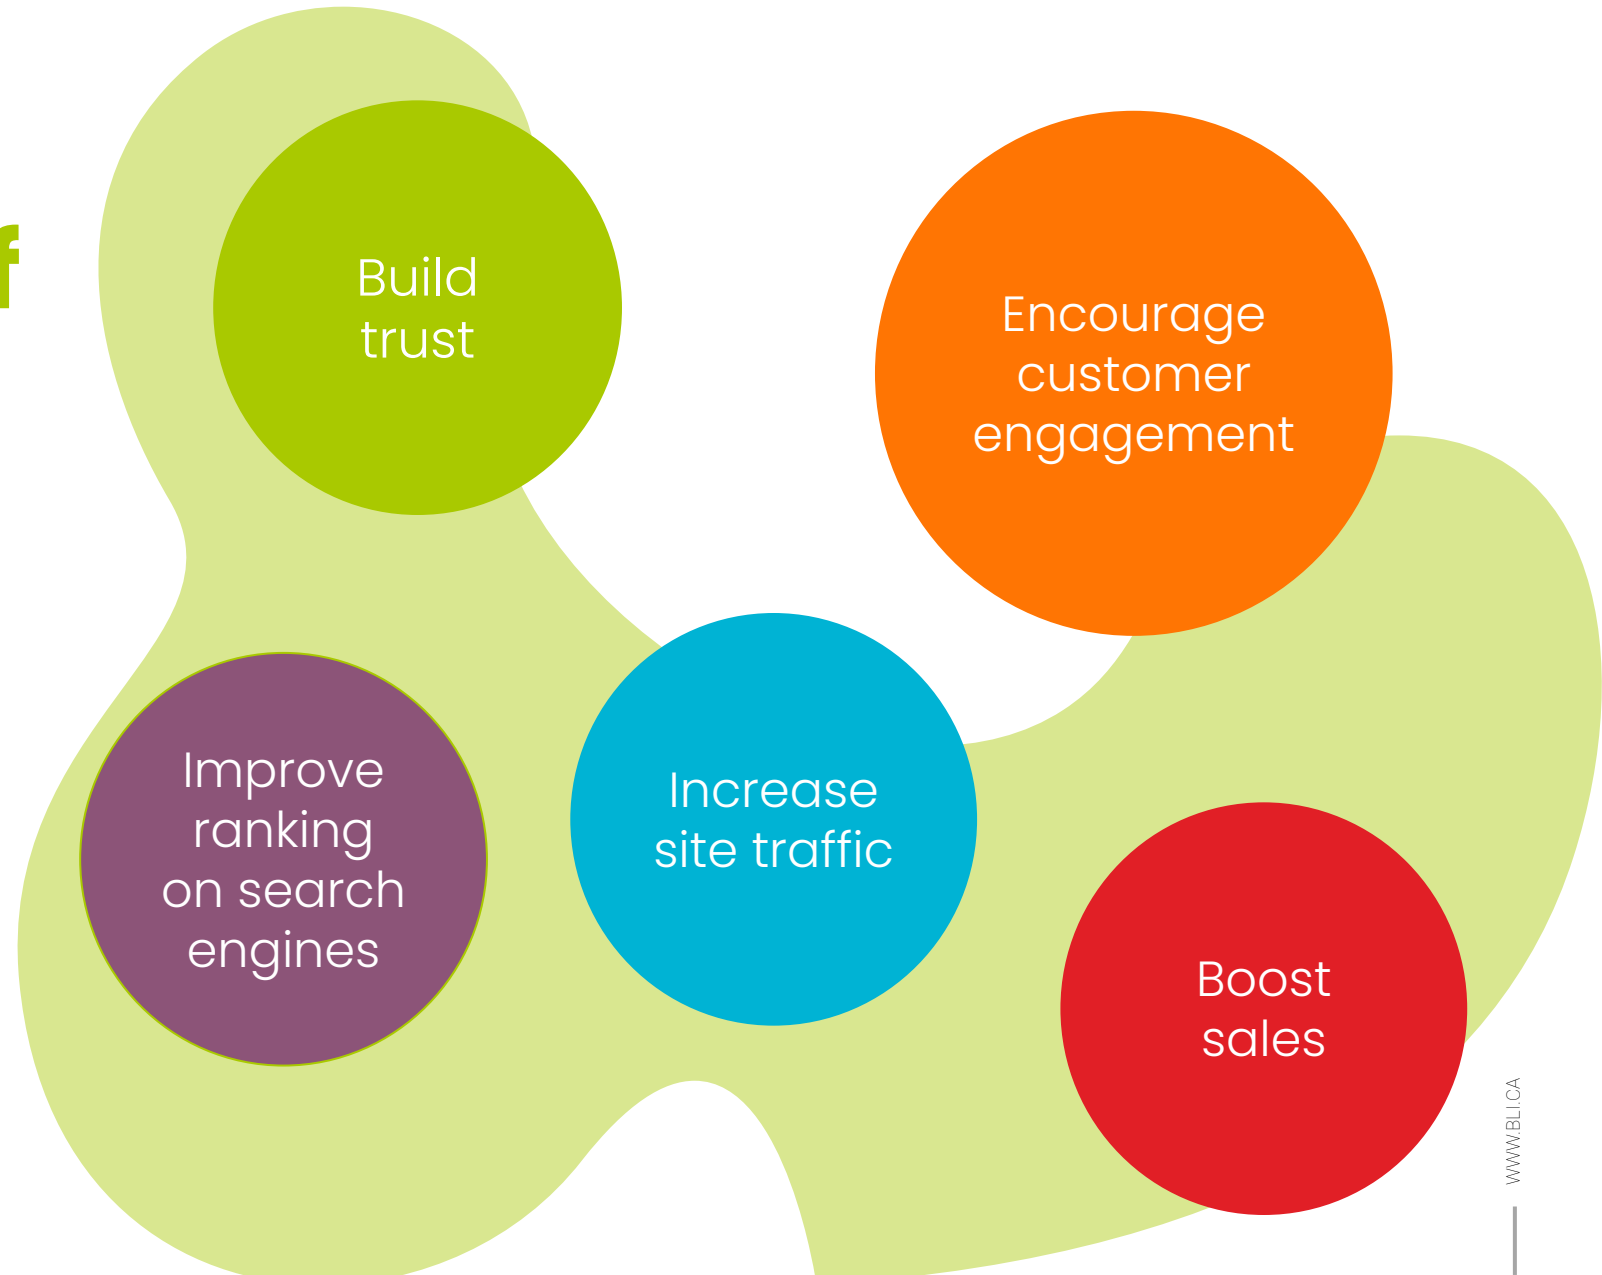 f
Build
trust
Encourage
customer
engagement
Improve
ranking
on search
engines
Increase
site traffic
Boost
sales
WWW.BLI.CA